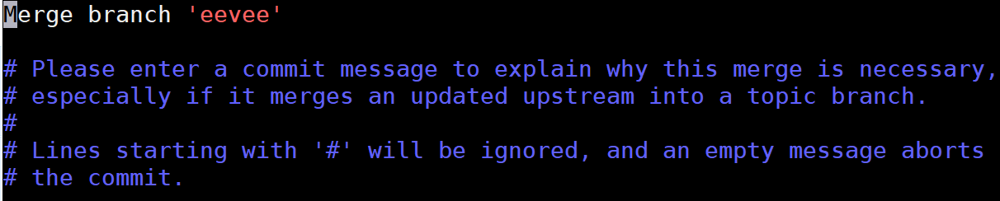 Merge branch 'eevee'
# Please enter a commit message to explain why this merge is necessary,
# especially if it merges an updated upstream into a topic branch.
#
# Lines starting with '#' will be ignored, and an empty message aborts
# the commit.